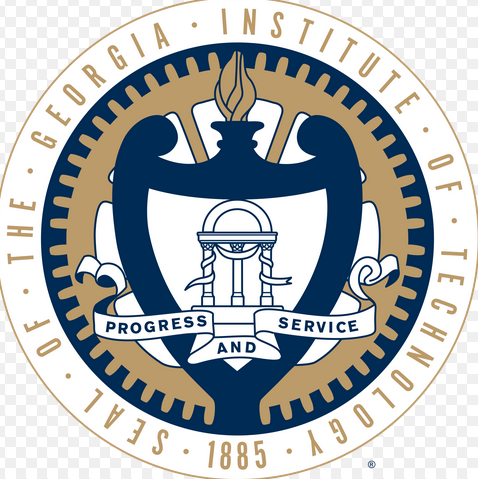 SEAL · OF · THE · GEORGIA · INSTITUTE · OF · TECHNOLOGY
· 1885 ·
PROGRESS
AND
SERVICE
®